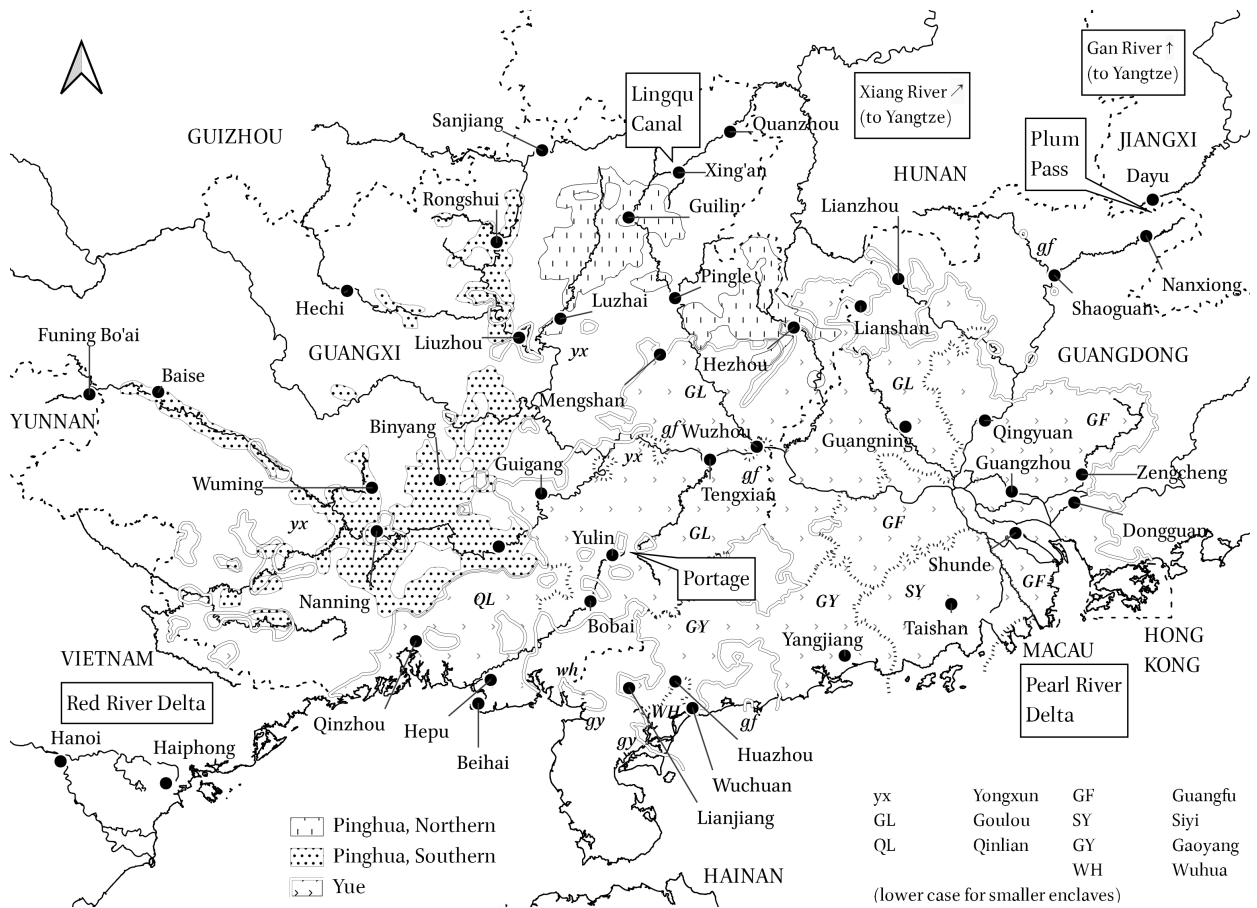 Gan River ↑
(to Yangtze)
Xiang River ↗
(to Yangtze)
Lingqu
Canal
Sanjiang
Quanzhou
GUIZHOU
Plum
Pass
JIANGXI
Xing'an
HUNAN
Dayu
Rongshui
Guilin
Lianzhou
gf
Pingle
Nanxiong
Hechi
Luzhai
Shaoguan
Lianshan
Funing Bo'ai
Liuzhou
GUANGXI
yx
Hezhou
GUANGDONG
Baise
GL
GL
Mengshan
YUNNAN
Binyang
gf
Wuzhou
Guangning
Qingyuan
GF
yx
Guigang
Guangzhou
Wuming
gf
Zengcheng
Tengxian
yx
GF
Dongguan
GL
Yulin
Shunde
Portage
GF
SY
Nanning
QL
GY
Bobai
GY
Taishan
Yangjiang
HONG
KONG
VIETNAM
MACAU
wh
Red River Delta
Pearl River
Delta
Qinzhou
WH
gy
gf
Hepu
Hanoi
Haiphong
gy
Beihai
Huazhou
Wuchuan
Lianjiang
Pinghua, Northern
Pinghua, Southern
Yue
HAINAN
yx Yongxun GF Guangfu
GL Goulou SY Siyi
QL Qinlian GY Gaoyang
WH Wuhua
(lower case for smaller enclaves)